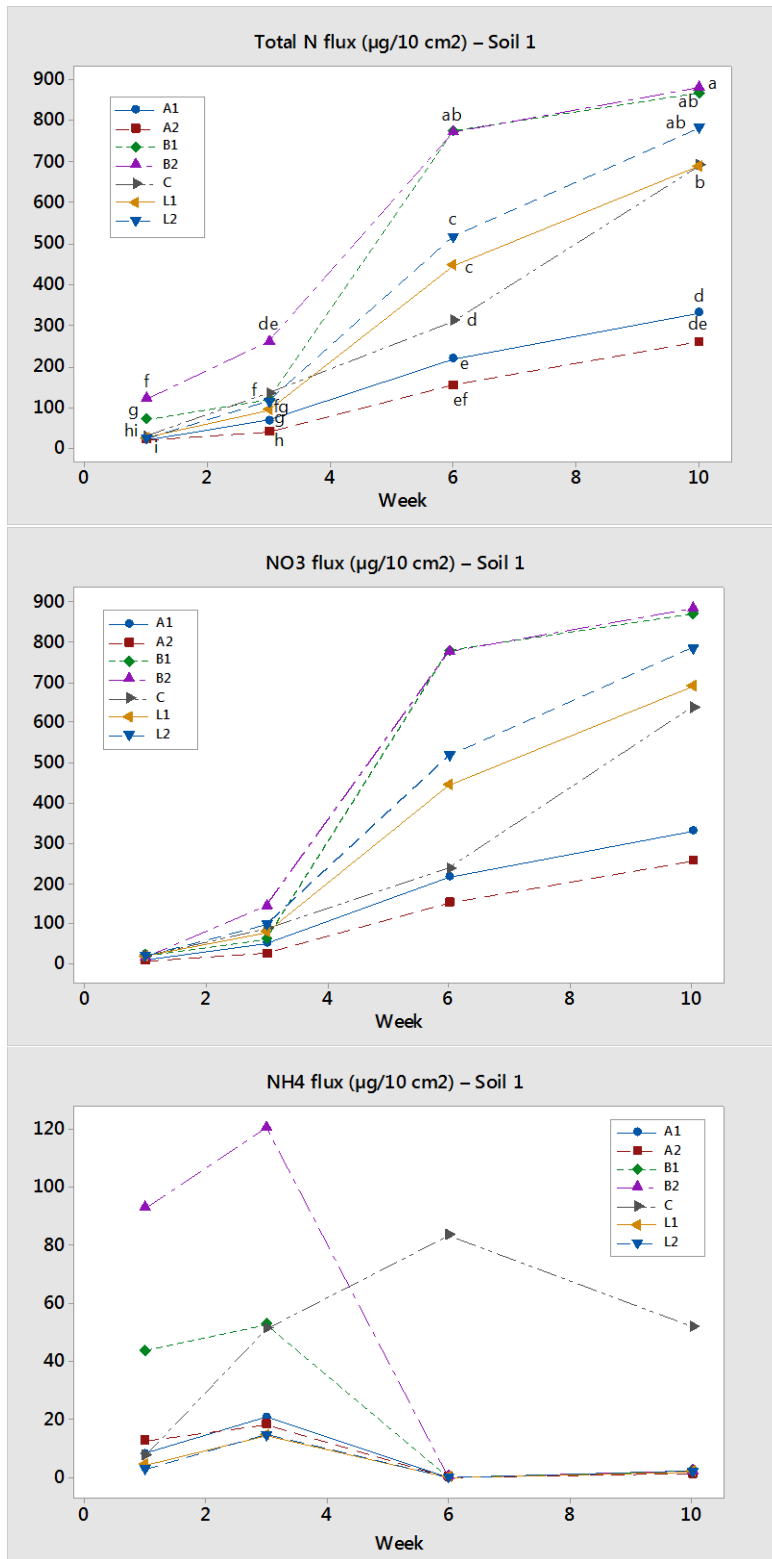 Total N flux (µg/10 cm2) – Soil 1
900
800
700
600
500
400
300
200
100
0
A1
A2
B1
B2
C
L1
L2
f
g
hi
i
de
f
fg
g
h
ab
c
c
d
e
ef
a
ab
ab
b
d
de
0 2 4 6 8 10
Week
NO3 flux (µg/10 cm2) – Soil 1
900
800
700
600
500
400
300
200
100
0
A1
A2
B1
B2
C
L1
L2
0 2 4 6 8 10
Week
NH4 flux (µg/10 cm2) – Soil 1
120
100
80
60
40
20
0
A1
A2
B1
B2
C
L1
L2
0 2 4 6 8 10
Week